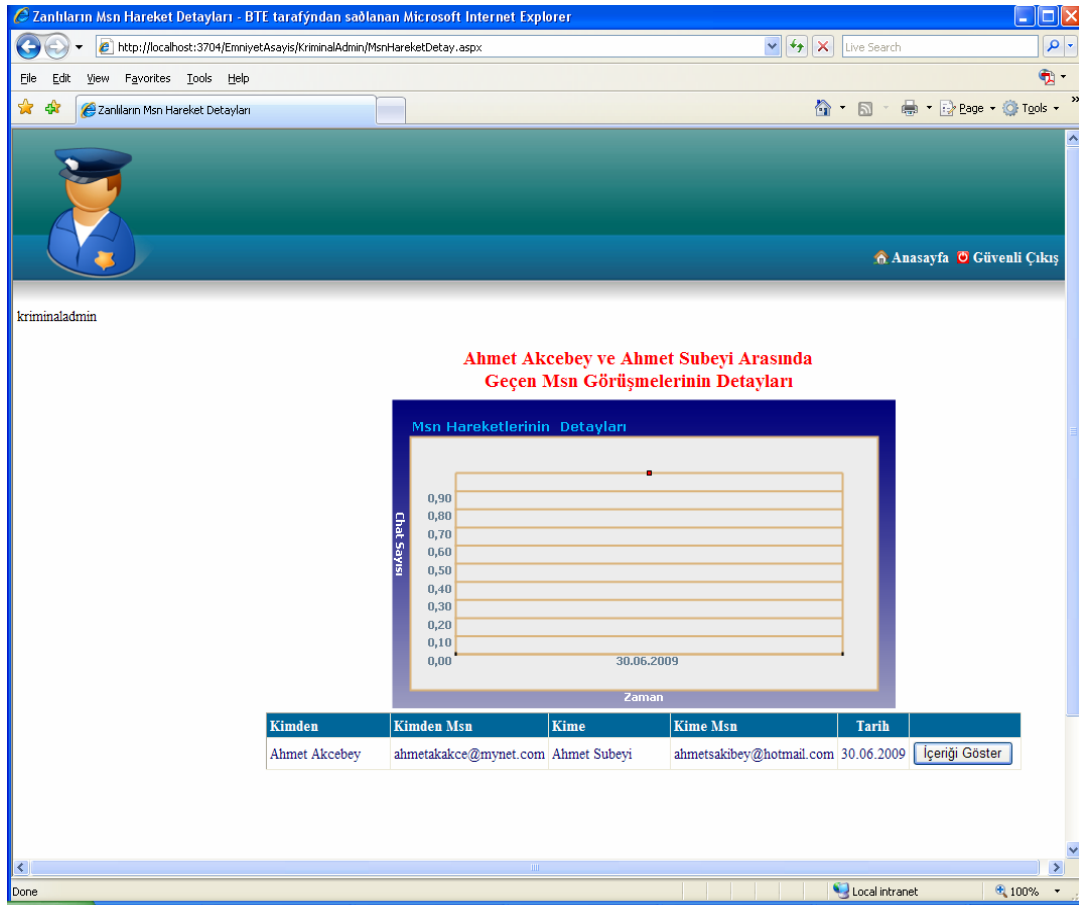 Zanlıların Msn Hareket Detayları - BTE tarafýndan saðlanan Microsoft Internet Explorer
http://localhost:3704/EmniyetAsayis/KriminalAdmin/MsnHareketDetay.aspx
Live Search
File Edit View Favorites Tools Help
Zanlıların Msn Hareket Detayları
Page Tools »
Anasayfa Güvenli Çıkış
kriminaladmin
Ahmet Akcebey ve Ahmet Subeyi Arasında
Geçen Msn Görüşmelerinin Detayları
Msn Hareketlerinin Detayları
Chat Sayısı
0,90
0,80
0,70
0,60
0,50
0,40
0,30
0,20
0,10
0,00
30.06.2009
Zaman
Kimden Kimden Msn Kime Kime Msn Tarih
Ahmet Akcebey ahmetakakce@mynet.com Ahmet Subeyi ahmetsakibey@hotmail.com 30.06.2009 İçeriği Göster
Done Local intranet 100%